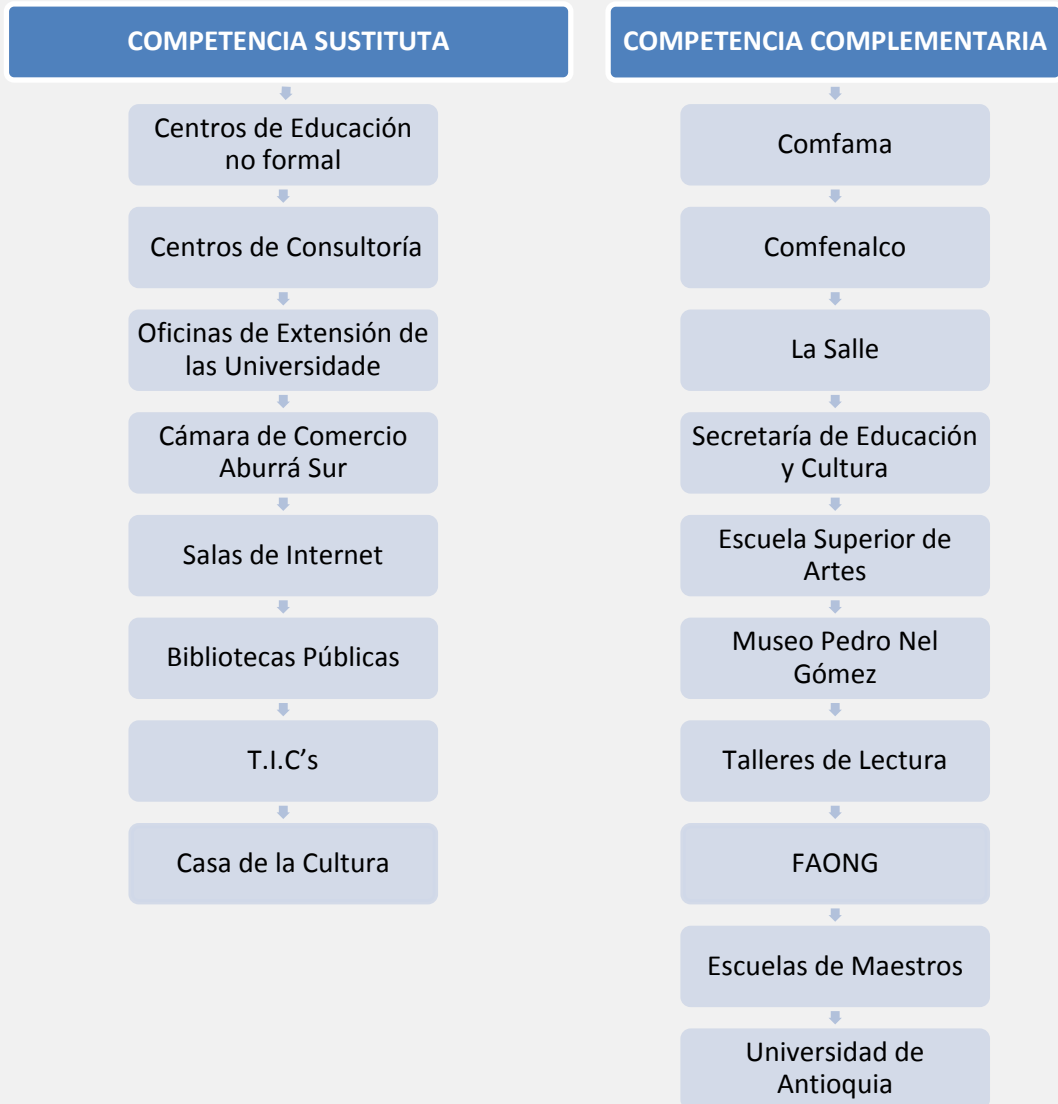 COMPETENCIA SUSTITUTA
Centros de Educación
no formal
Centros de Consultoría
Oficinas de Extensión de
las Universidade
Cámara de Comercio
Aburrá Sur
Salas de Internet
Bibliotecas Públicas
T.I.C’s
Casa de la Cultura
COMPETENCIA COMPLEMENTARIA
Comfama
Comfenalco
La Salle
Secretaría de Educación
y Cultura
Escuela Superior de
Artes
Museo Pedro Nel
Gómez
Talleres de Lectura
FAONG
Escuelas de Maestros
Universidad de
Antioquia